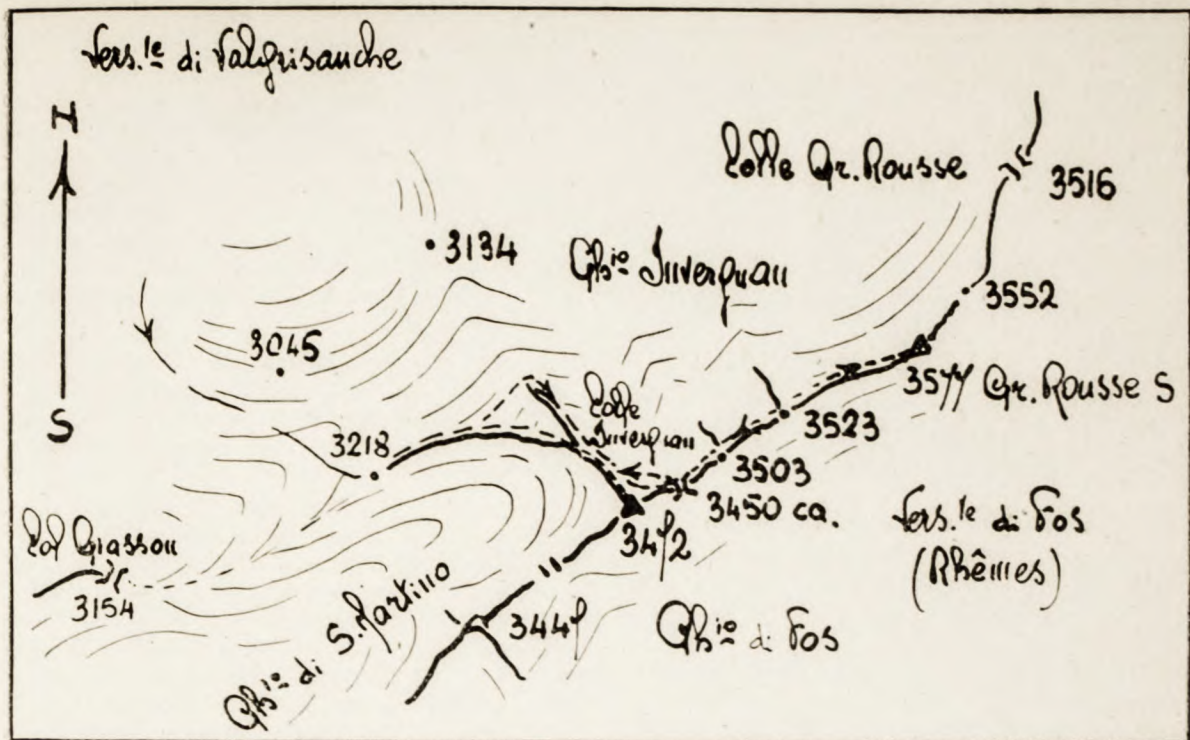 Vers.te di Valgrisanche
N
Colle Gr. Rousse
3516
3134
Gh.io Invergnan
3552
3045
3577 Gr. Rousse S
S
Colle
Invergnan
3523
3218
3503
3450 ca.
Vers.te di Fos
(Rhêmes)
Col Giasson
3472
3154
3447
Gh.io di Fos
Gh.io di S. Martino